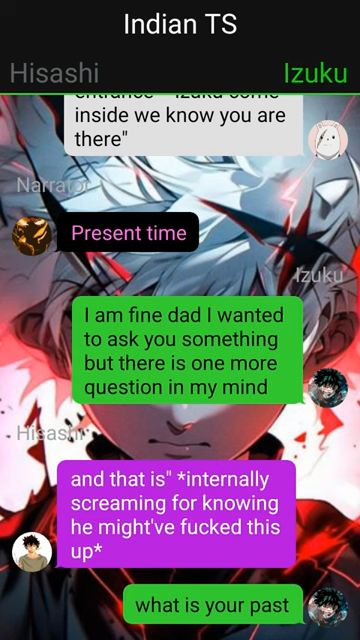 Indian TS
Hisashi
Izuku
inside we know you are
there"
Narrator
Present time
Izuku
I am fine dad I wanted
to ask you something
but there is one more
question in my mind
Hisashi
and that is" *internally
screaming for knowing
he might've fucked this
up*
what is your past